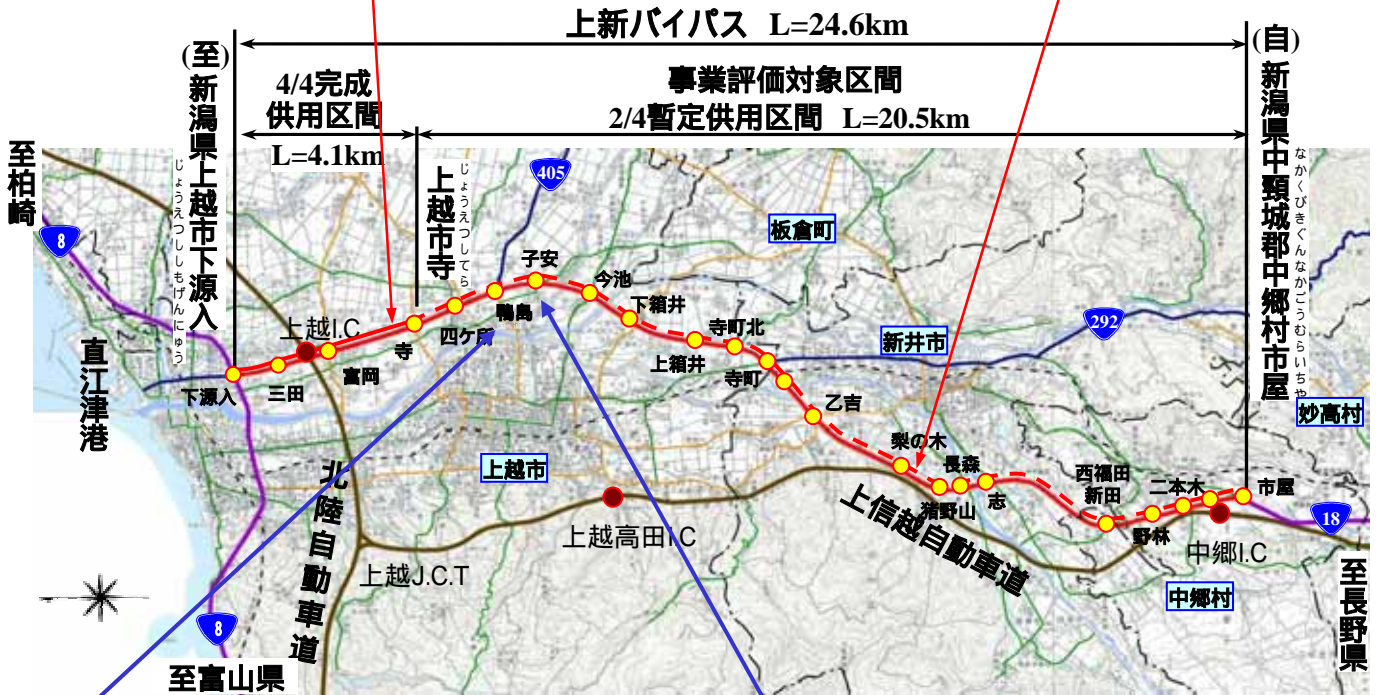 上新バイパス L=24.6km
(至)
新潟県上越市下源入
じょうえつししもげんにゅう
(自)
新潟県中頸城郡中郷村市屋
なかくびきぐんなかごうむらいちや
4/4完成
供用区間
L=4.1km
事業評価対象区間
2/4暫定供用区間 L=20.5km
至柏崎
8
上越市寺
じょうえつしてら
405
板倉町
子安
今池
鴨島
下箱井
四ケ所
寺
寺町北
上箱井
寺町
新井市
292
上越I.C
富岡
三田
下源入
直江津港
乙吉
妙高村
梨の木
長森
志
猪野山
西福田
新田
二本木
市屋
野林
中郷I.C
18
上越市
北陸自動車道
上越高田I.C
上信越自動車道
上越J.C.T
中郷村
至長野県
8
至富山県